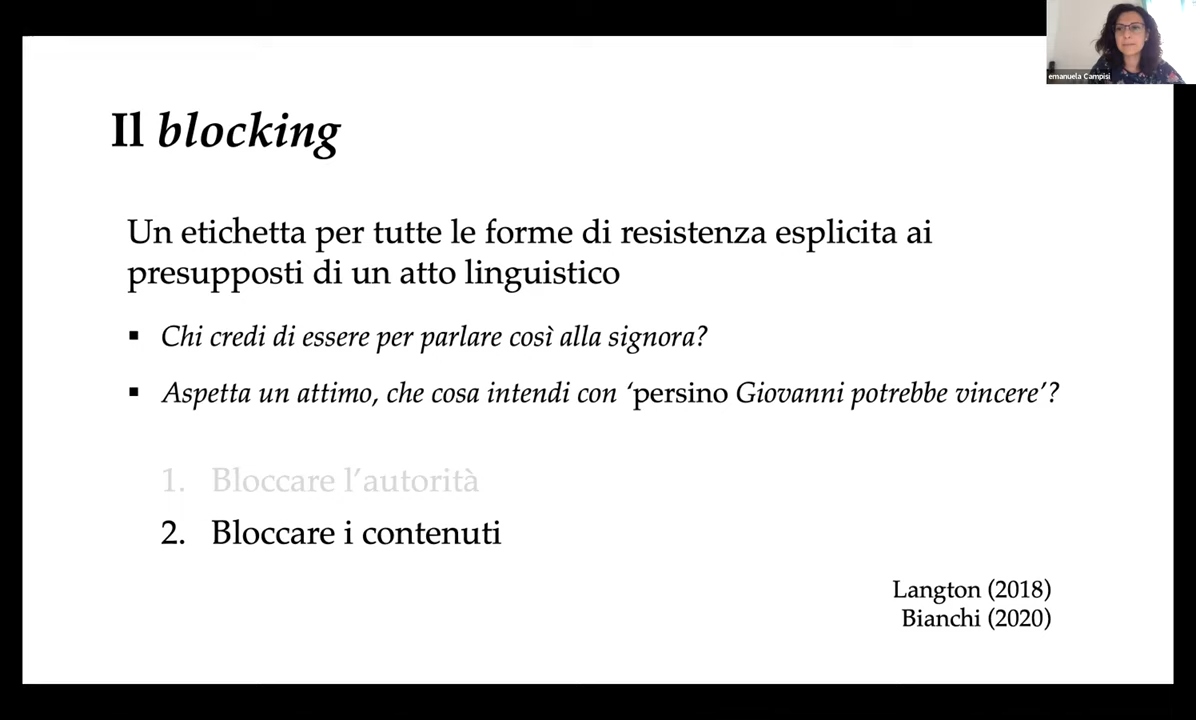 emanuela Campisi
Il blocking
Un etichetta per tutte le forme di resistenza esplicita ai
presupposti di un atto linguistico
▪ Chi credi di essere per parlare così alla signora?
▪ Aspetta un attimo, che cosa intendi con ‘persino Giovanni potrebbe vincere’?
1. Bloccare l’autorità
2. Bloccare i contenuti
Langton (2018)
Bianchi (2020)